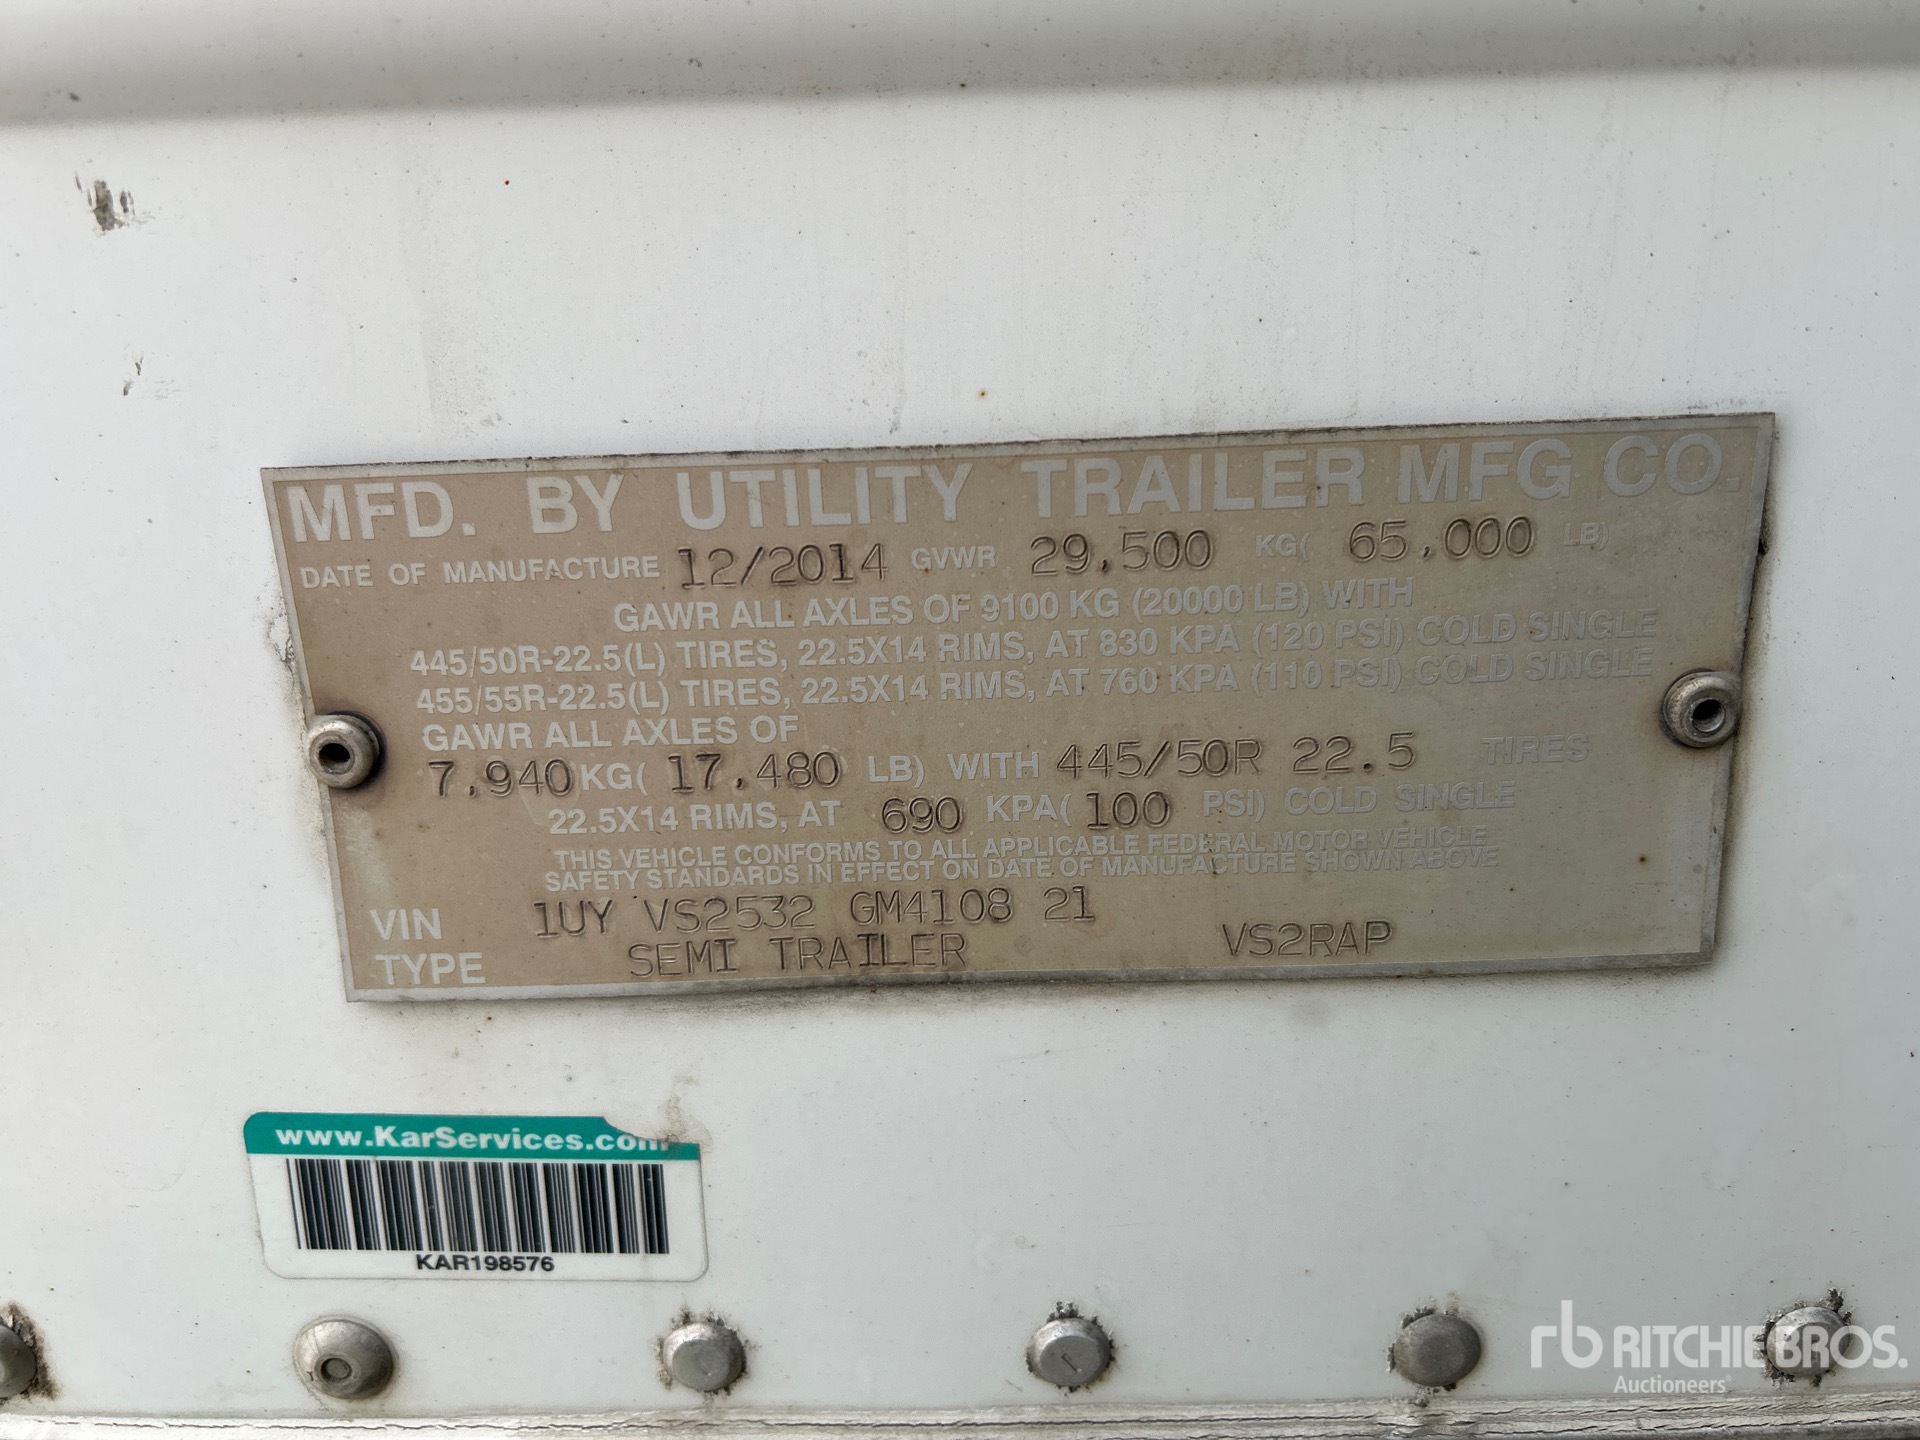 MFD. BY UTILITY TRAILER MFG CO.
DATE OF MANUFACTURE 12/2014 GVWR 29,500 KG( 65,000 LB)
GAWR ALL AXLES OF 9100 KG (20000 LB) WITH
445/50R-22.5(L) TIRES, 22.5X14 RIMS, AT 830 KPA (120 PSI) COLD SINGLE
455/55R-22.5(L) TIRES, 22.5X14 RIMS, AT 760 KPA (110 PSI) COLD SINGLE
GAWR ALL AXLES OF
7,940 KG( 17,480 LB) WITH 445/50R 22.5 TIRES
22.5X14 RIMS, AT 690 KPA( 100 PSI) COLD SINGLE
THIS VEHICLE CONFORMS TO ALL APPLICABLE FEDERAL MOTOR VEHICLE
SAFETY STANDARDS IN EFFECT ON DATE OF MANUFACTURE SHOWN ABOVE
VIN 1UY VS2532 GM4108 21
TYPE SEMI TRAILER VS2RAP
www.KarServices.com
KAR198576
rb RITCHIE BROS.
Auctioneers